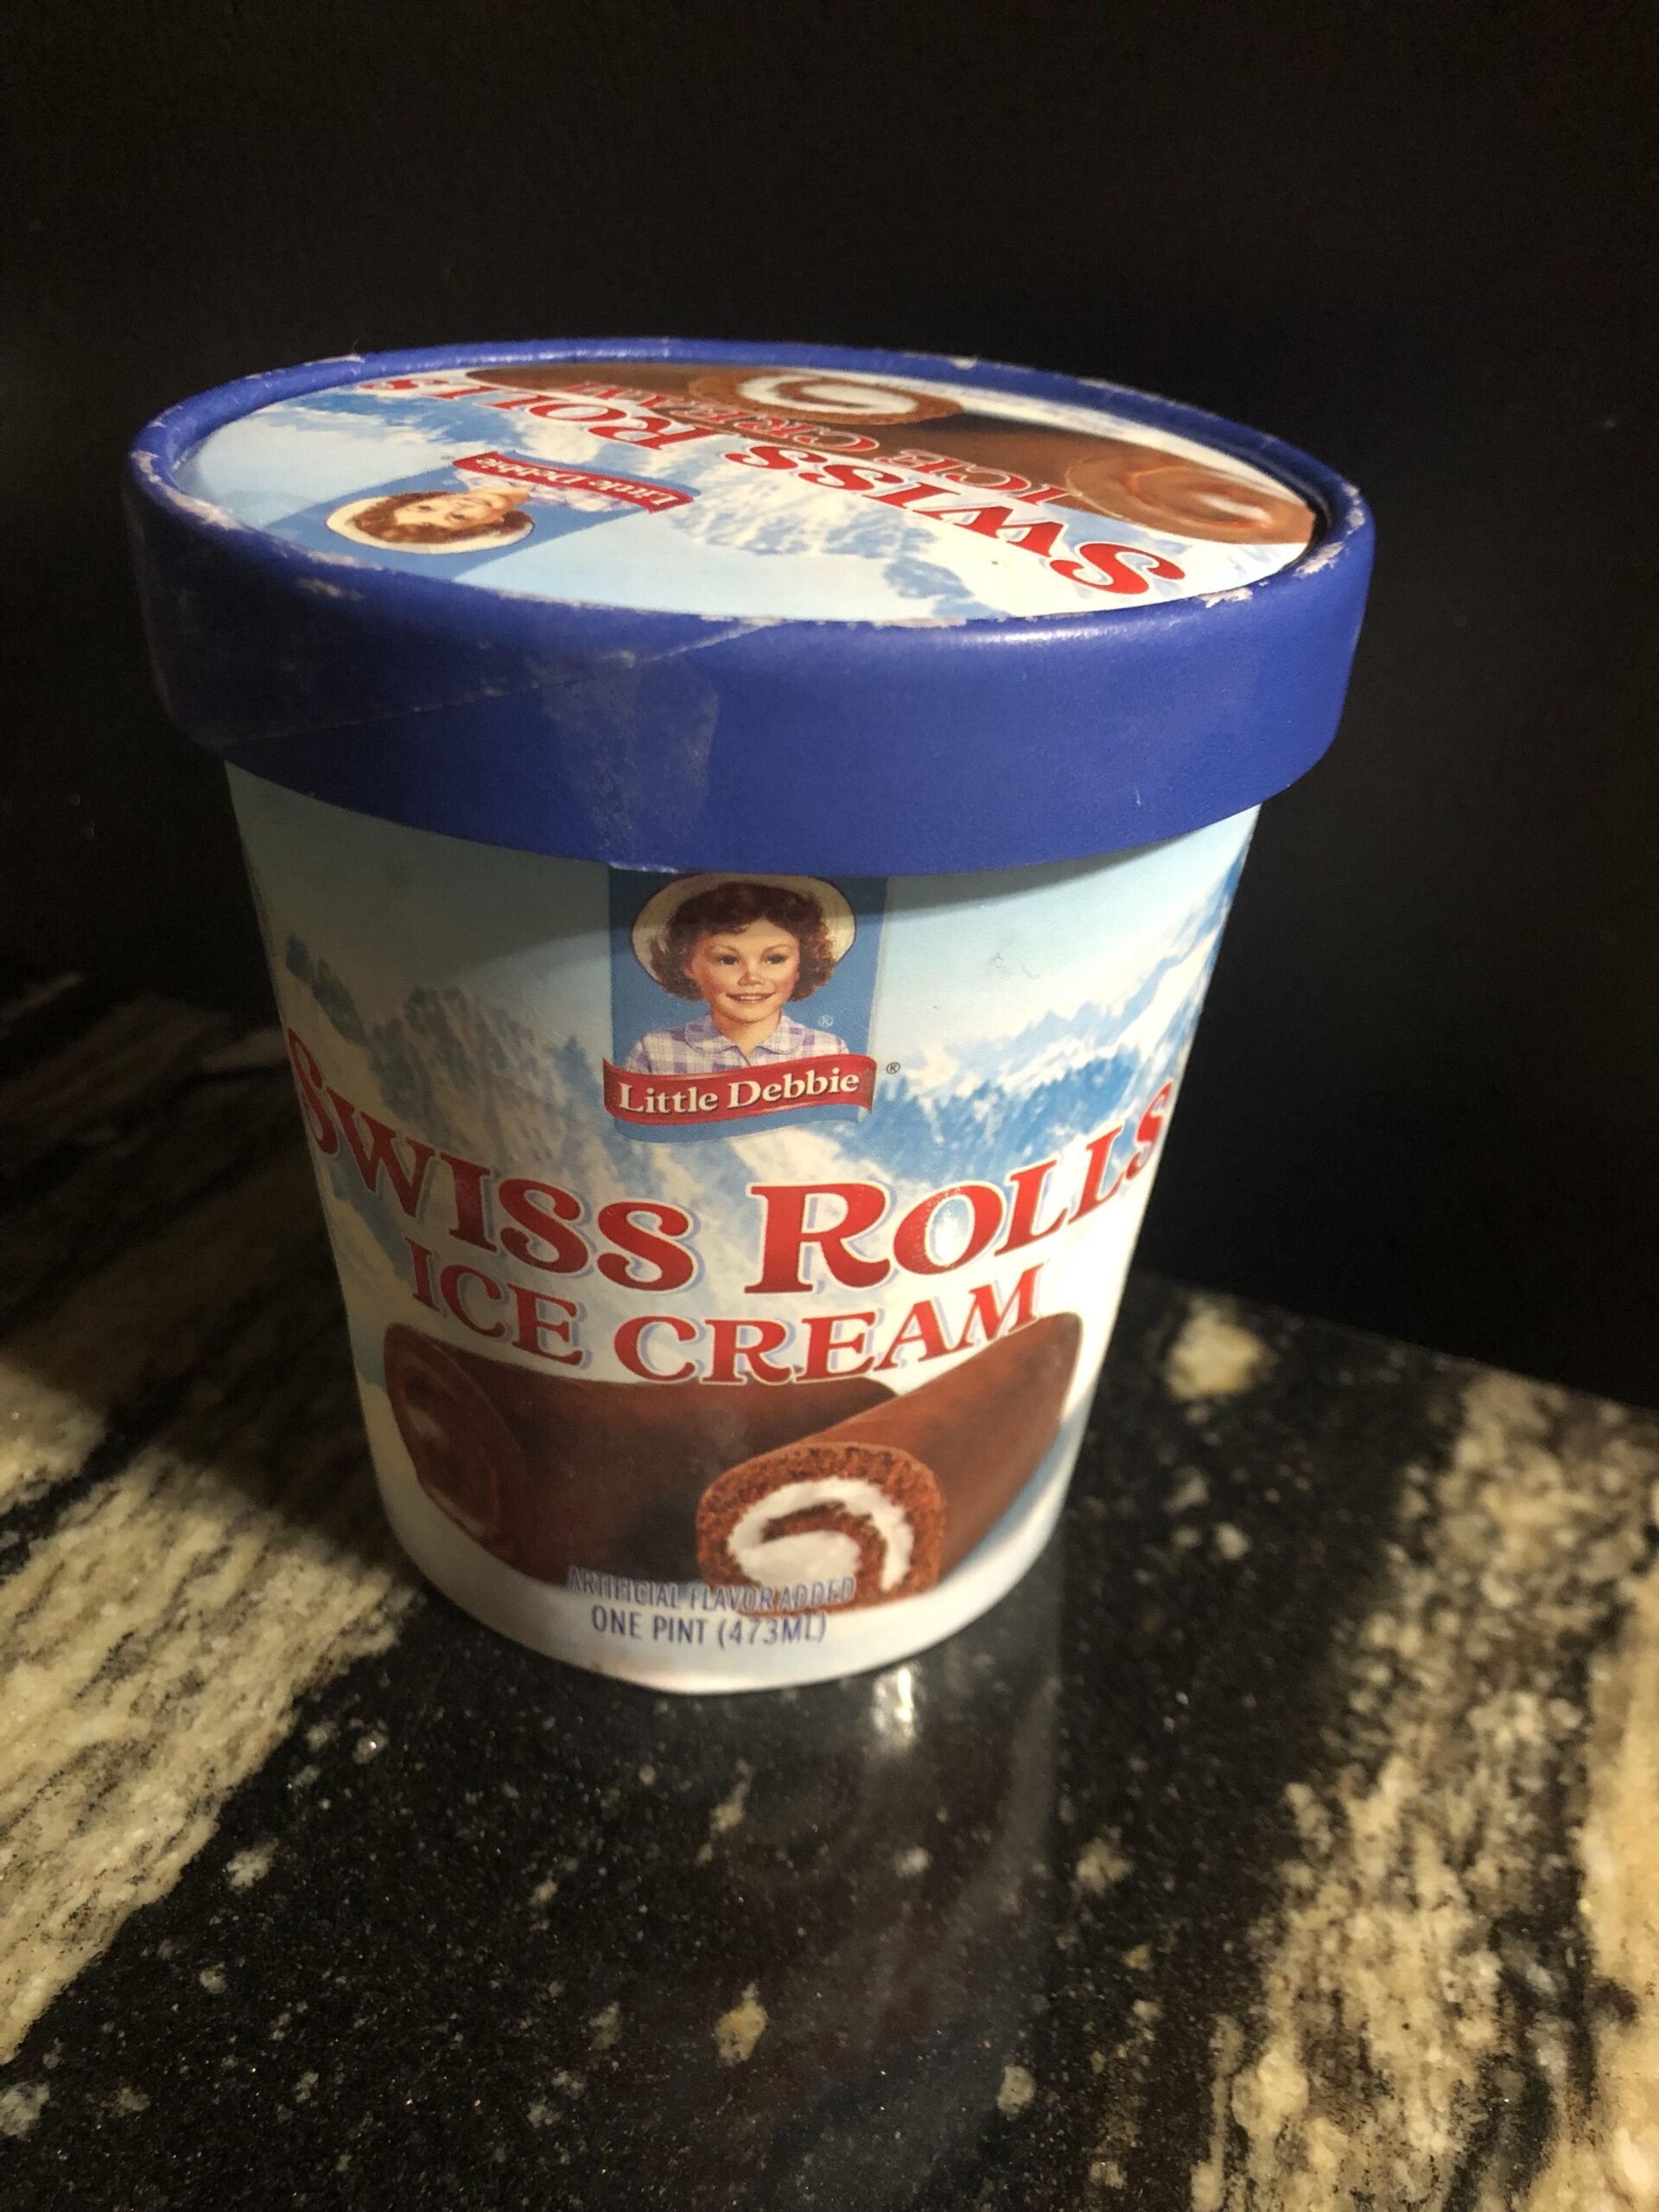 Little Debbie
SWISS ROLLS
ICE CREAM
®
Little Debbie ®
SWISS ROLLS
ICE CREAM
ARTIFICIAL FLAVOR ADDED
ONE PINT (473ML)